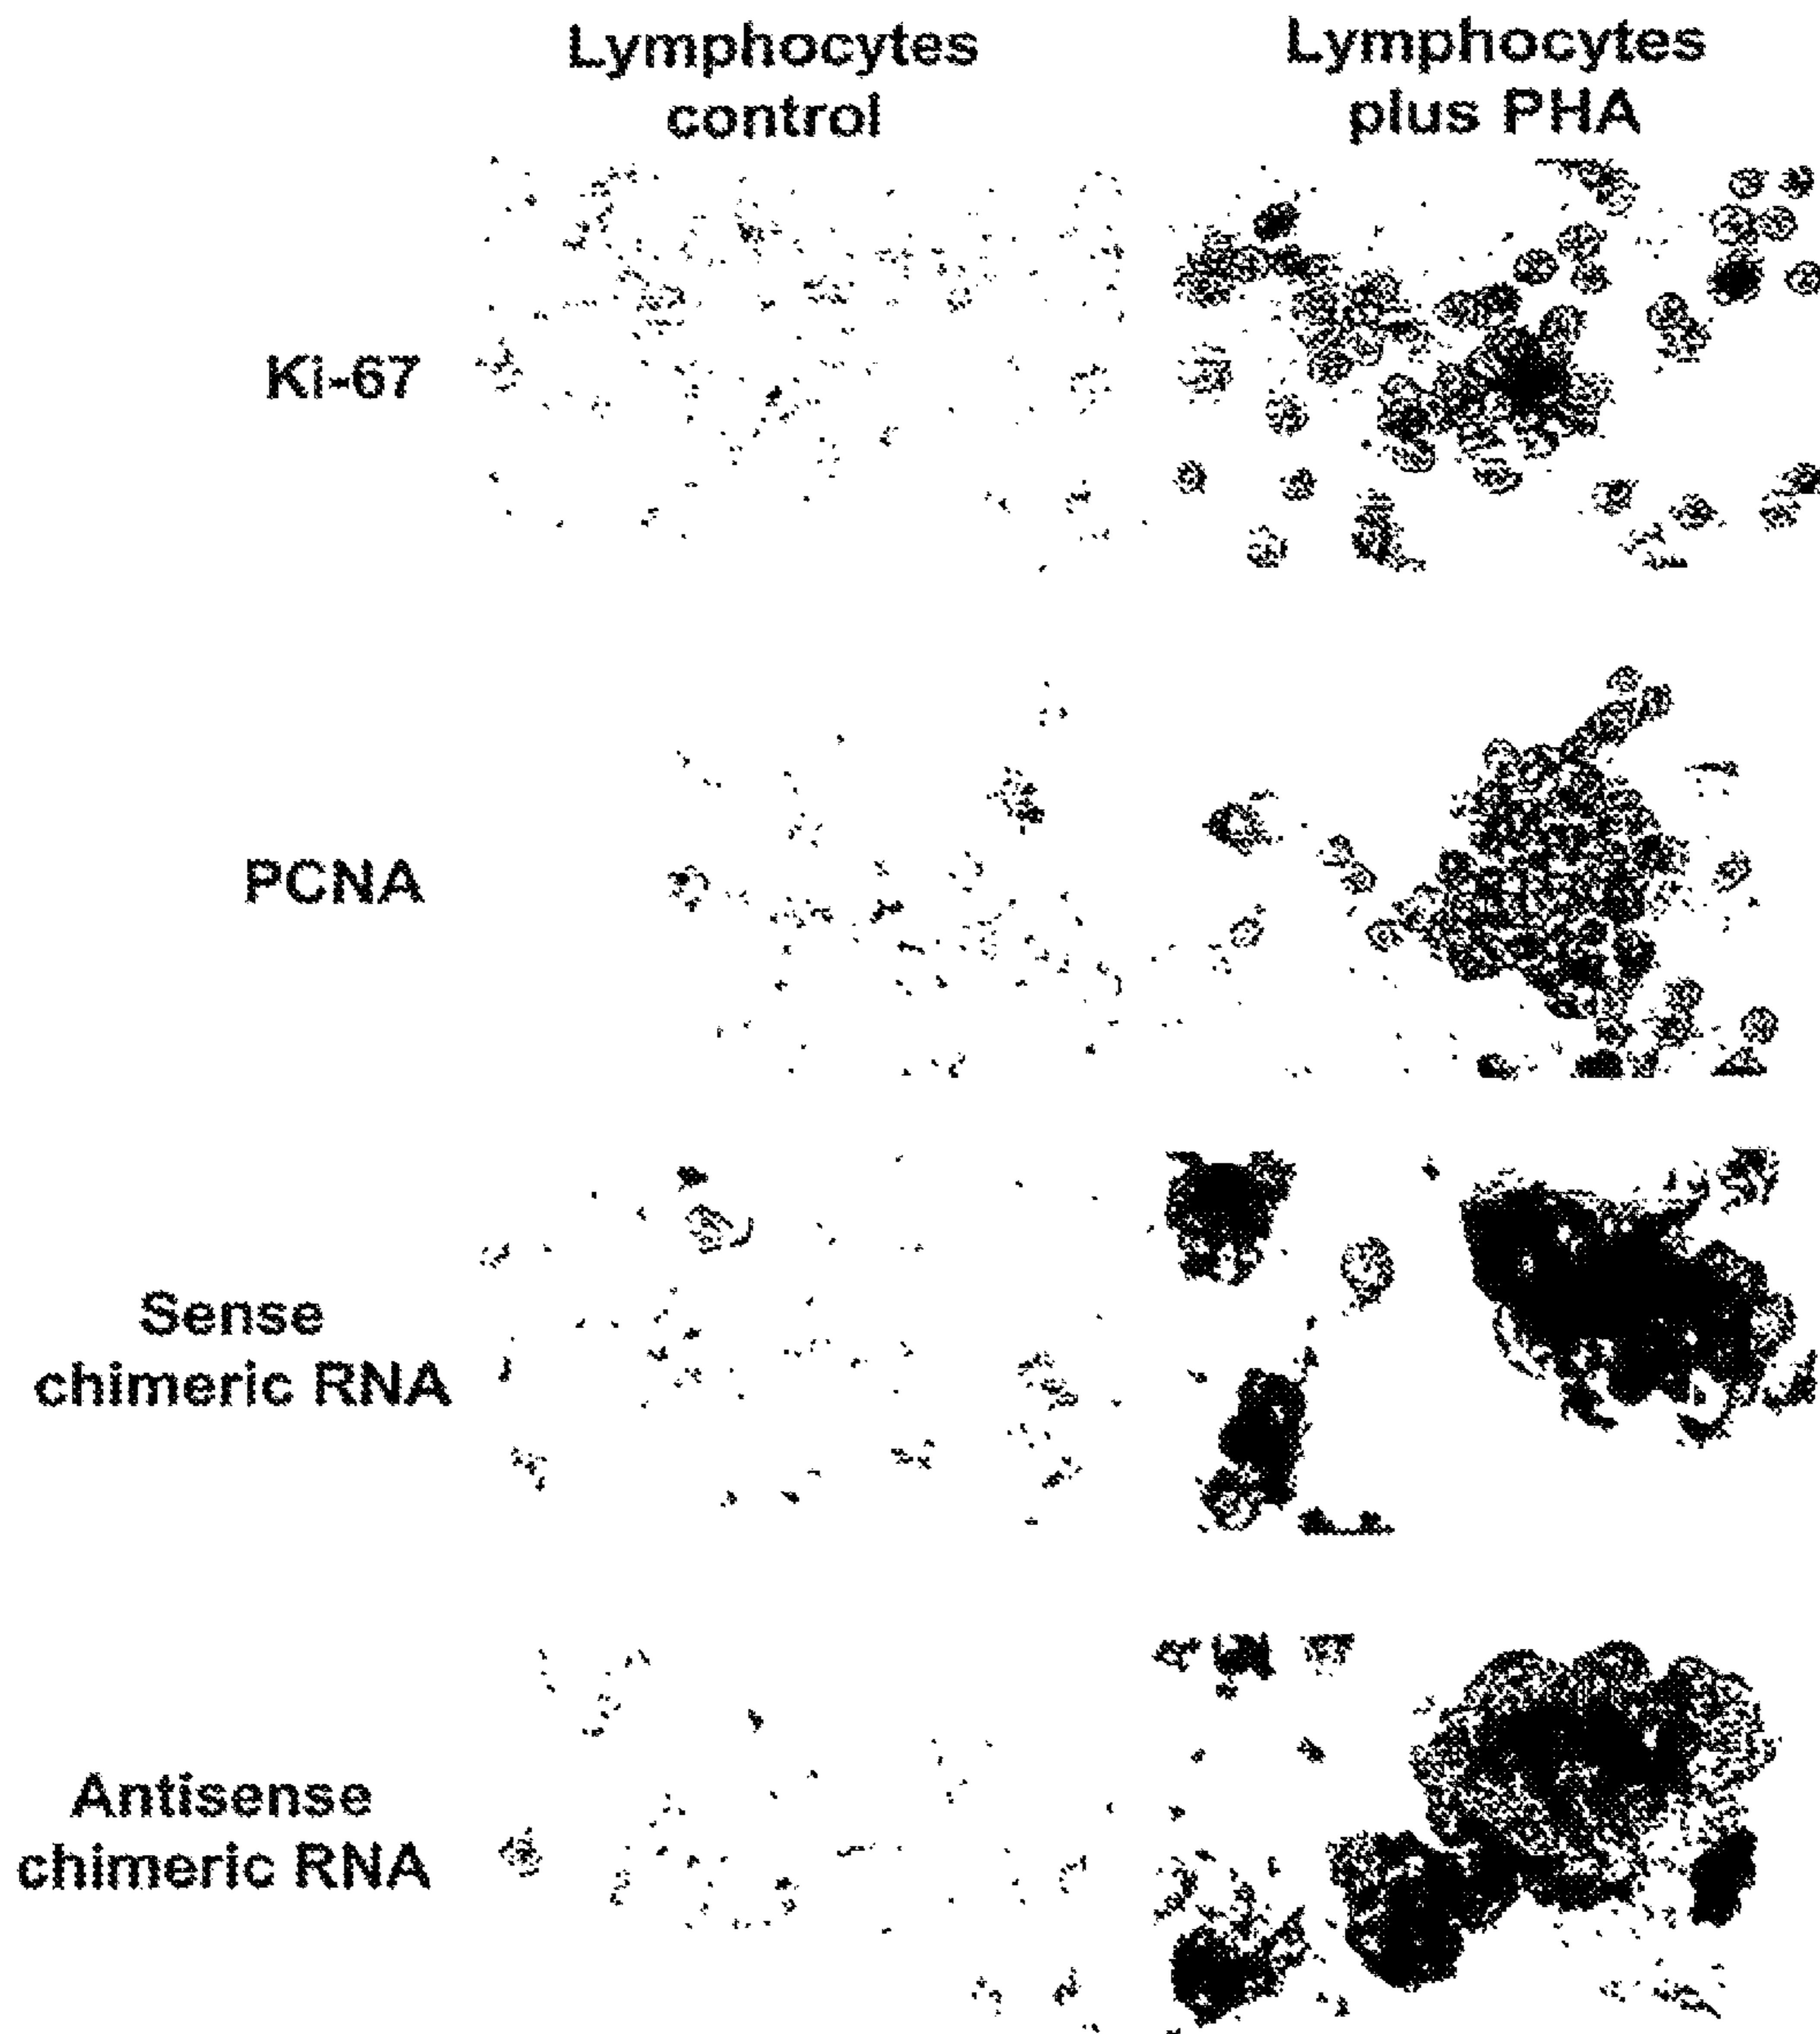 Lymphocytes
control
Lymphocytes
plus PHA
Ki-67
PCNA
Sense
chimeric RNA
Antisense
chimeric RNA